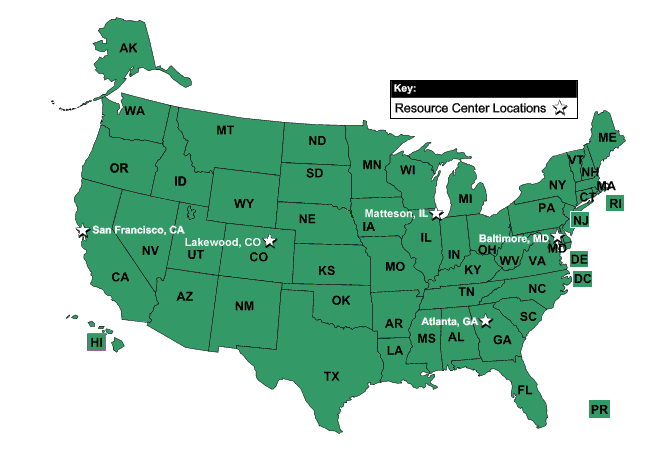 AK
Key:
Resource Center Locations
WA
MT
ND
MN
ME
VT
NH
OR
ID
SD
WI
MI
NY
MA
CT
RI
WY
NE
IA
Matteson, IL
PA
NJ
San Francisco, CA
Lakewood, CO
NV
UT
CO
IL
IN
OH
Baltimore, MD
MD
DE
DC
CA
KS
MO
KY
WV
VA
AZ
NM
OK
AR
TN
NC
Atlanta, GA
SC
HI
TX
LA
MS
AL
GA
FL
PR